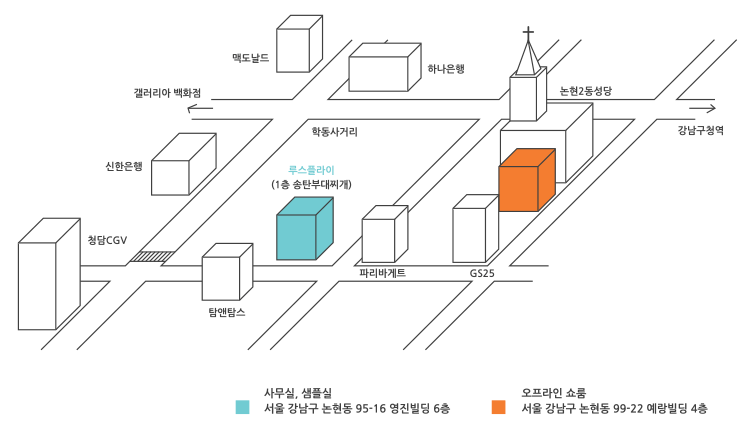 맥도날드
하나은행
갤러리아 백화점
논현2동성당
학동사거리
강남구청역
신한은행
루스플라이
(1층 송탄부대찌개)
청담CGV
파리바게트
GS25
탐앤탐스
사무실, 샘플실
서울 강남구 논현동 95-16 영진빌딩 6층
오프라인 쇼룸
서울 강남구 논현동 99-22 예랑빌딩 4층